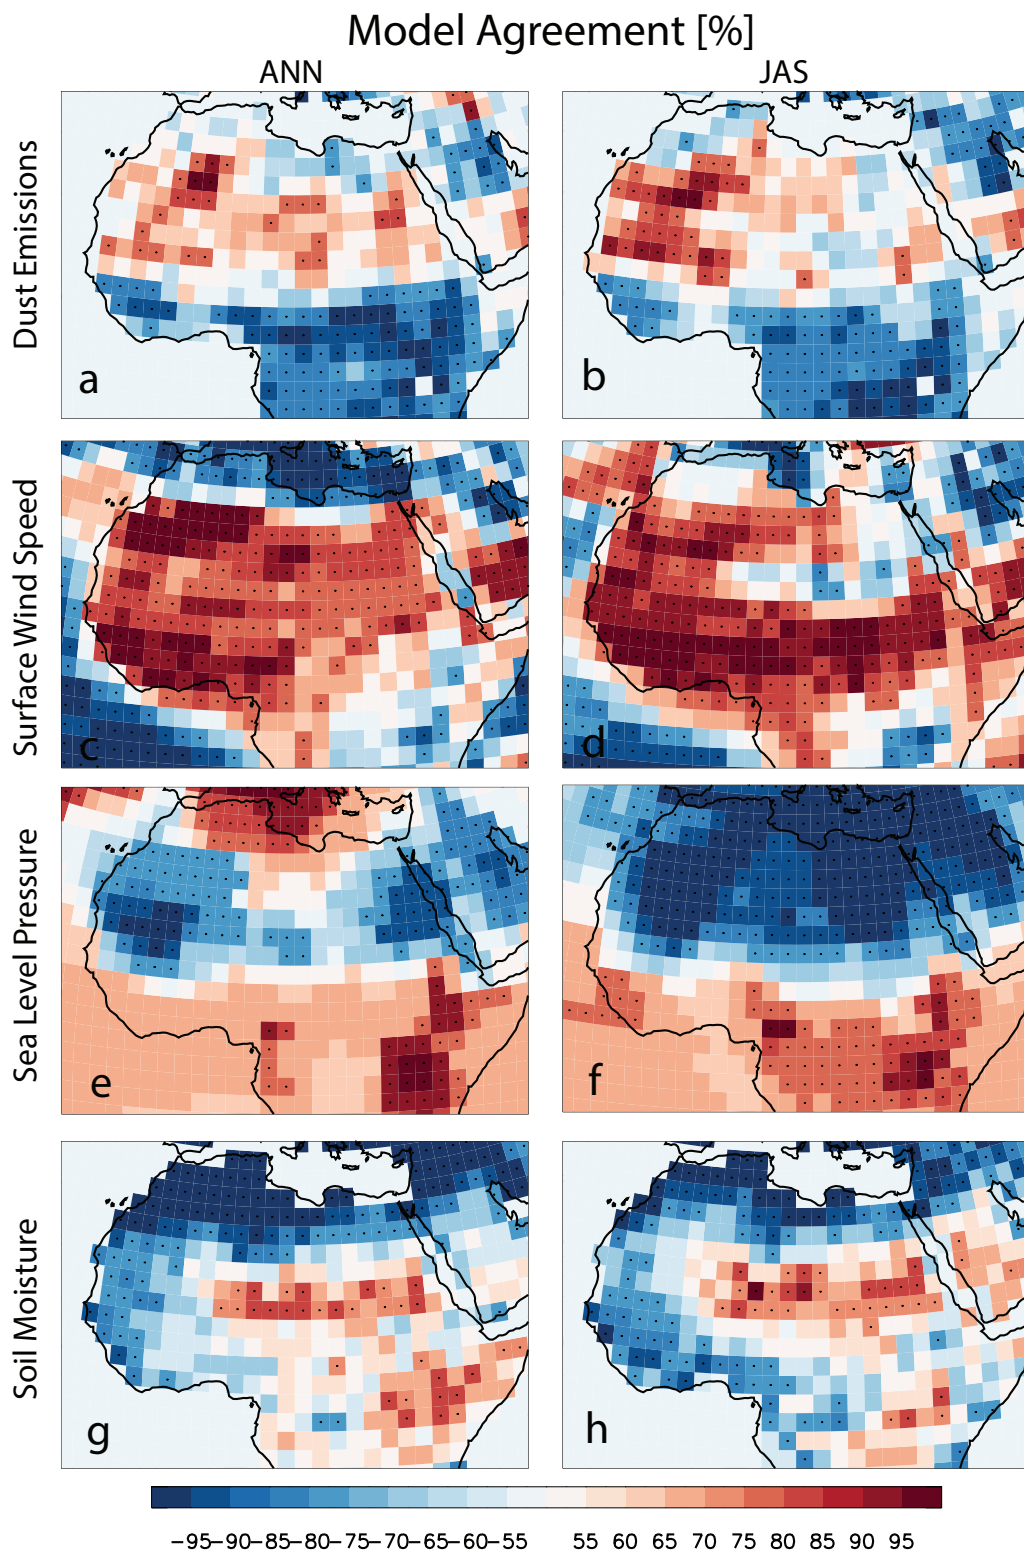 Model Agreement [%]
ANN
JAS
Dust Emissions
a
b
Surface Wind Speed
c
d
Sea Level Pressure
e
f
Soil Moisture
g
h
−95−90−85−80−75−70−65−60−55 55 60 65 70 75 80 85 90 95